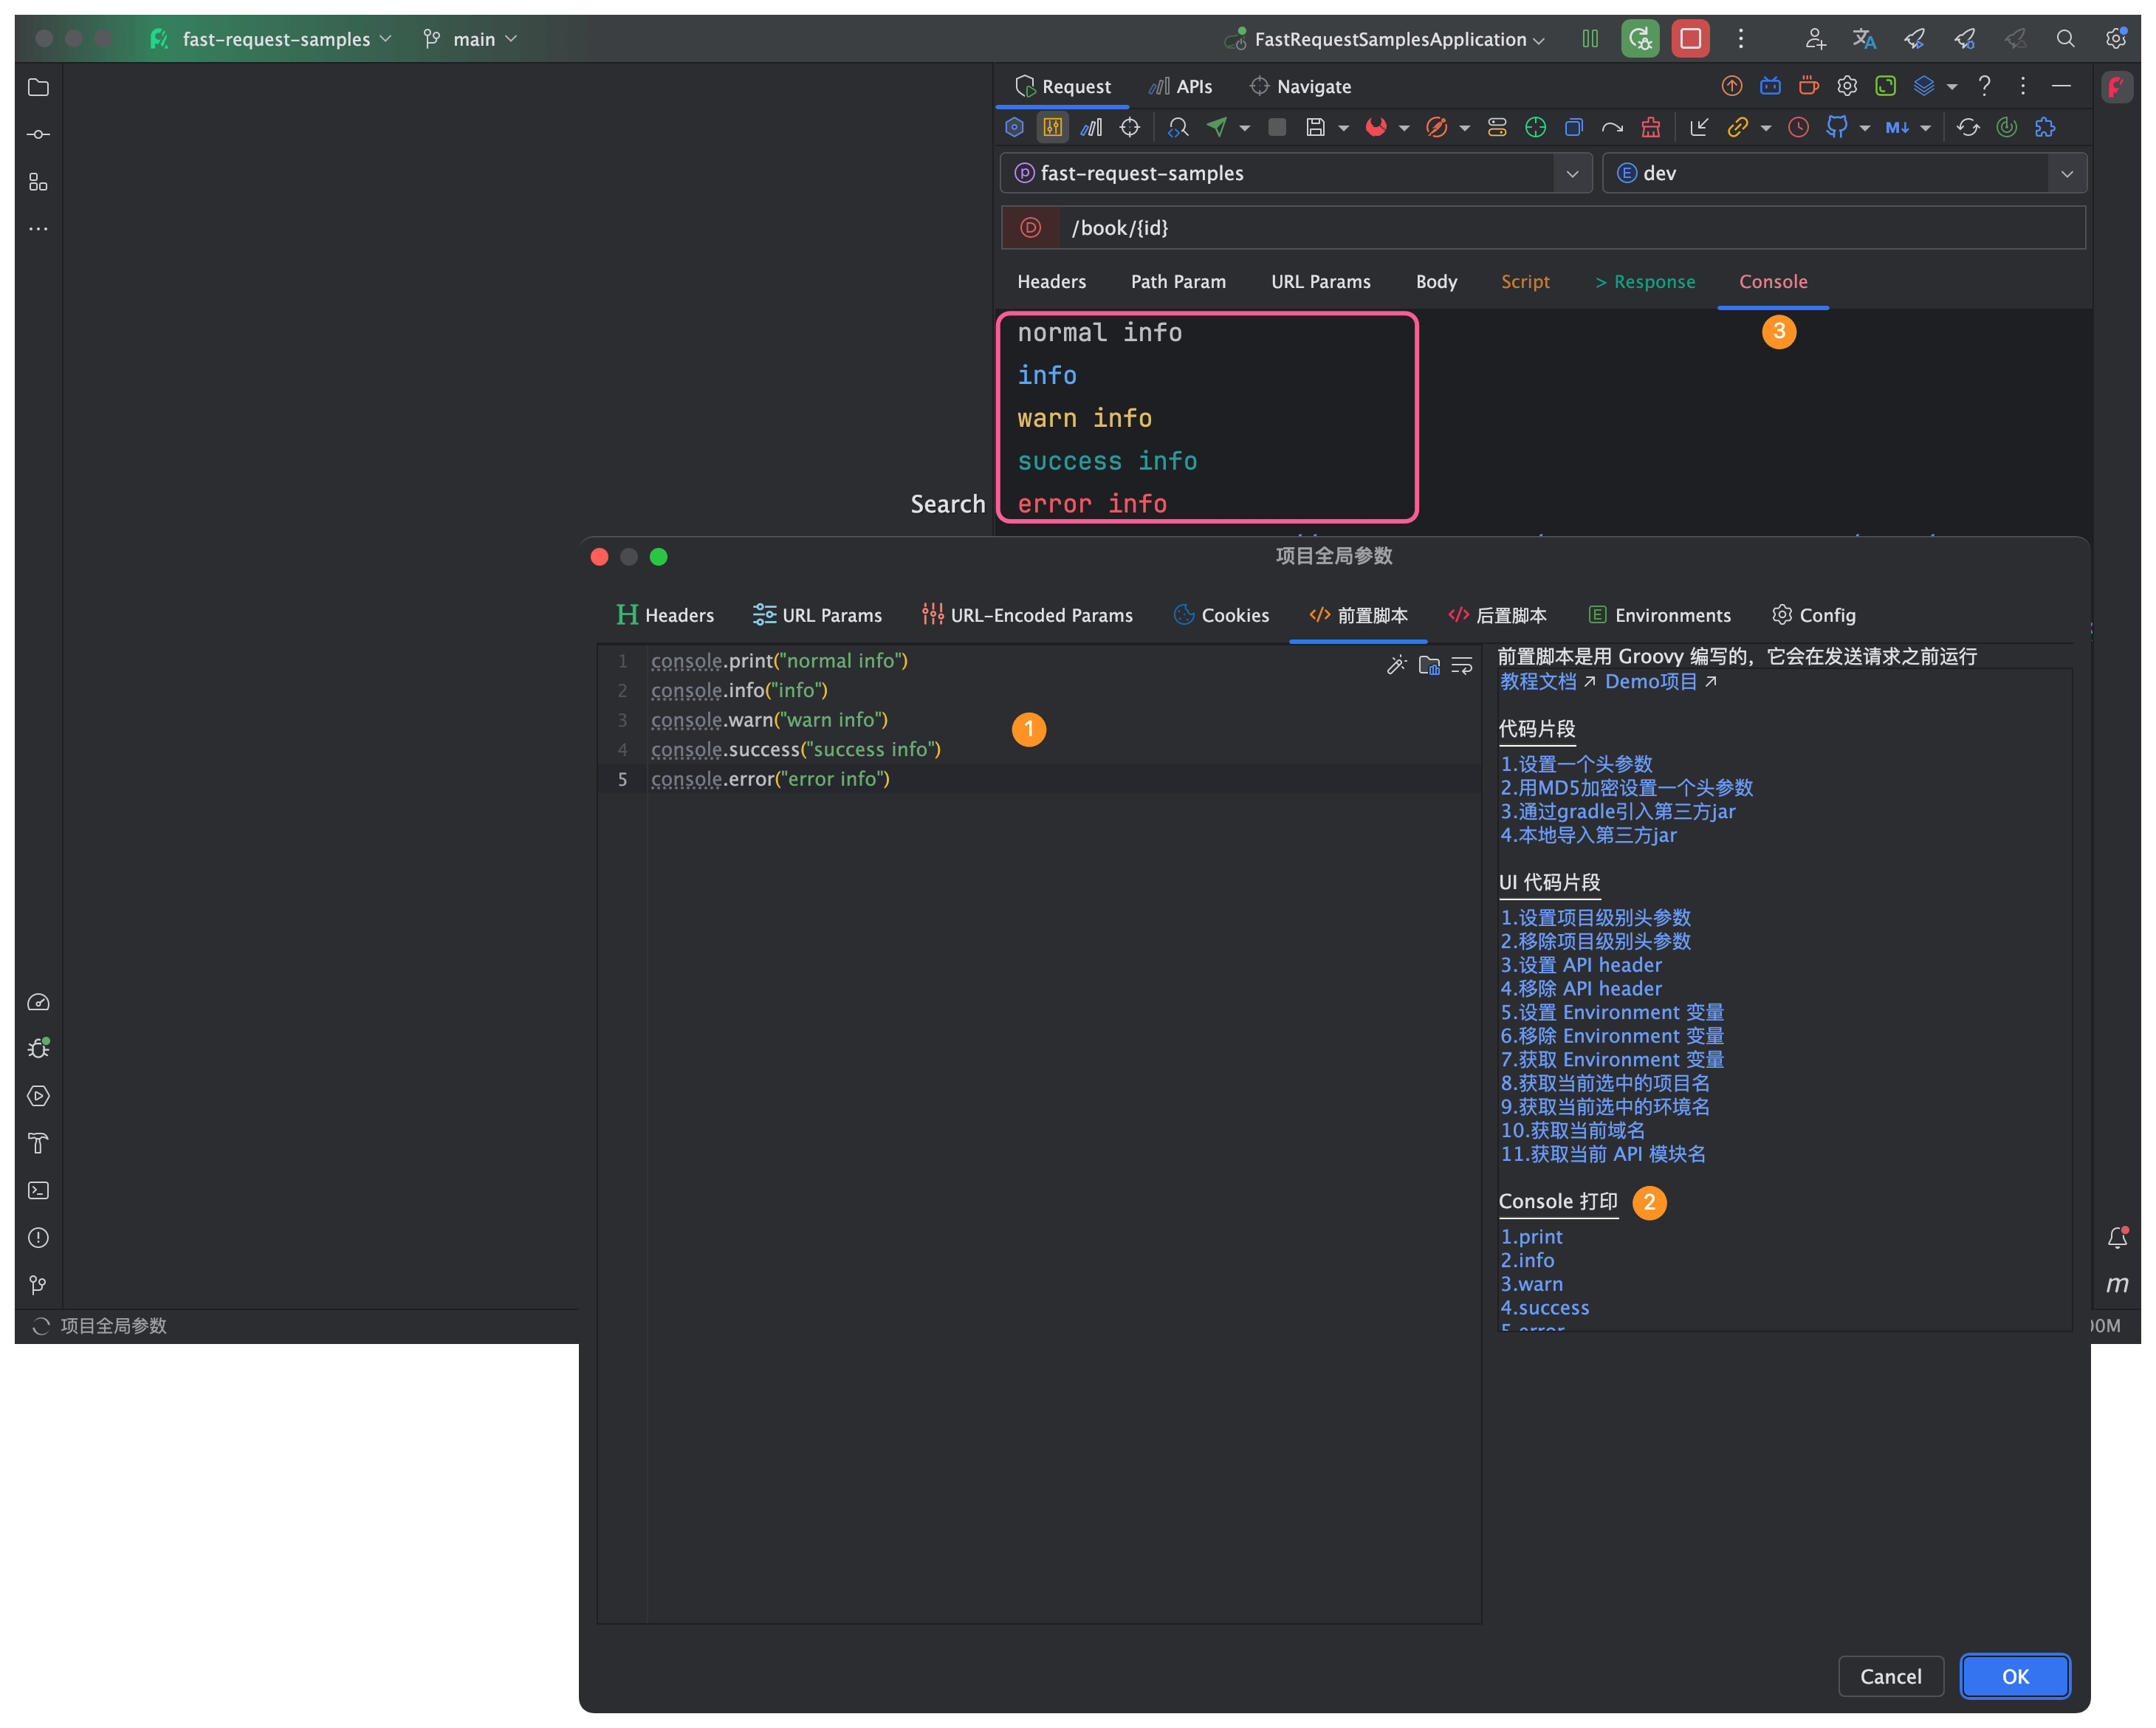 fast-request-samples
main
FastRequestSamplesApplication
Request
APIs
Navigate
M↓
fast-request-samples
E
dev
D
/book/{id}
Headers
Path Param
URL Params
Body
Script
> Response
Console
3
normal info
info
warn info
success info
error info
Search
项目全局参数
H Headers
URL Params
URL-Encoded Params
Cookies
</> 前置脚本
</> 后置脚本
E Environments
Config
1 console.print("normal info")
2 console.info("info")
3 console.warn("warn info")
4 console.success("success info")
5 console.error("error info")
1
前置脚本是用 Groovy 编写的，它会在发送请求之前运行
教程文档 ↗ Demo项目 ↗
代码片段
1.设置一个头参数
2.用MD5加密设置一个头参数
3.通过gradle引入第三方jar
4.本地导入第三方jar
UI 代码片段
1.设置项目级别头参数
2.移除项目级别头参数
3.设置 API header
4.移除 API header
5.设置 Environment 变量
6.移除 Environment 变量
7.获取 Environment 变量
8.获取当前选中的项目名
9.获取当前选中的环境名
10.获取当前域名
11.获取当前 API 模块名
Console 打印
2
1.print
2.info
3.warn
4.success
5.error
m
项目全局参数
00M
Cancel
OK